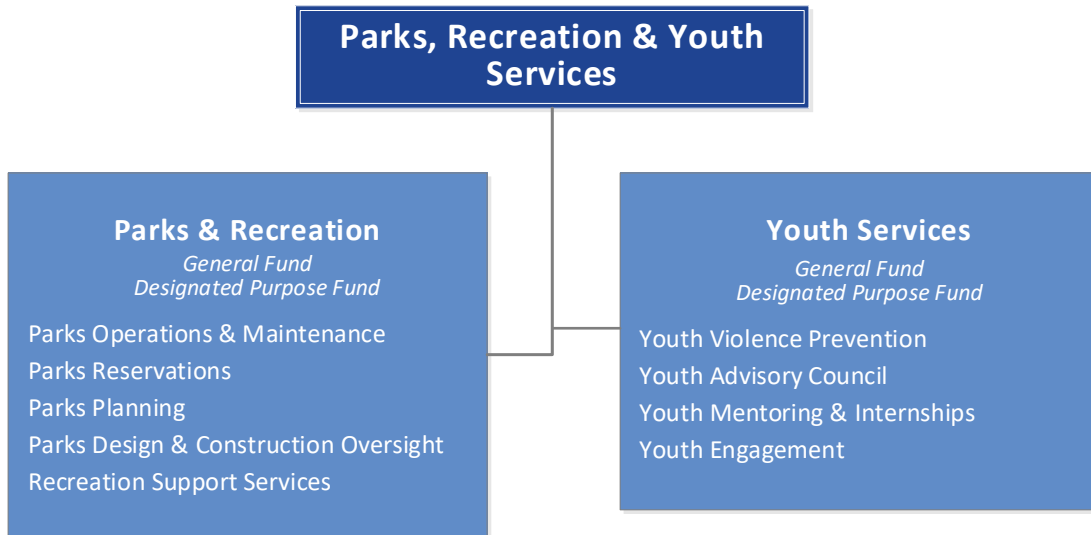 Parks, Recreation & Youth
Services
Parks & Recreation
General Fund
Designated Purpose Fund
Parks Operations & Maintenance
Parks Reservations
Parks Planning
Parks Design & Construction Oversight
Recreation Support Services
Youth Services
General Fund
Designated Purpose Fund
Youth Violence Prevention
Youth Advisory Council
Youth Mentoring & Internships
Youth Engagement